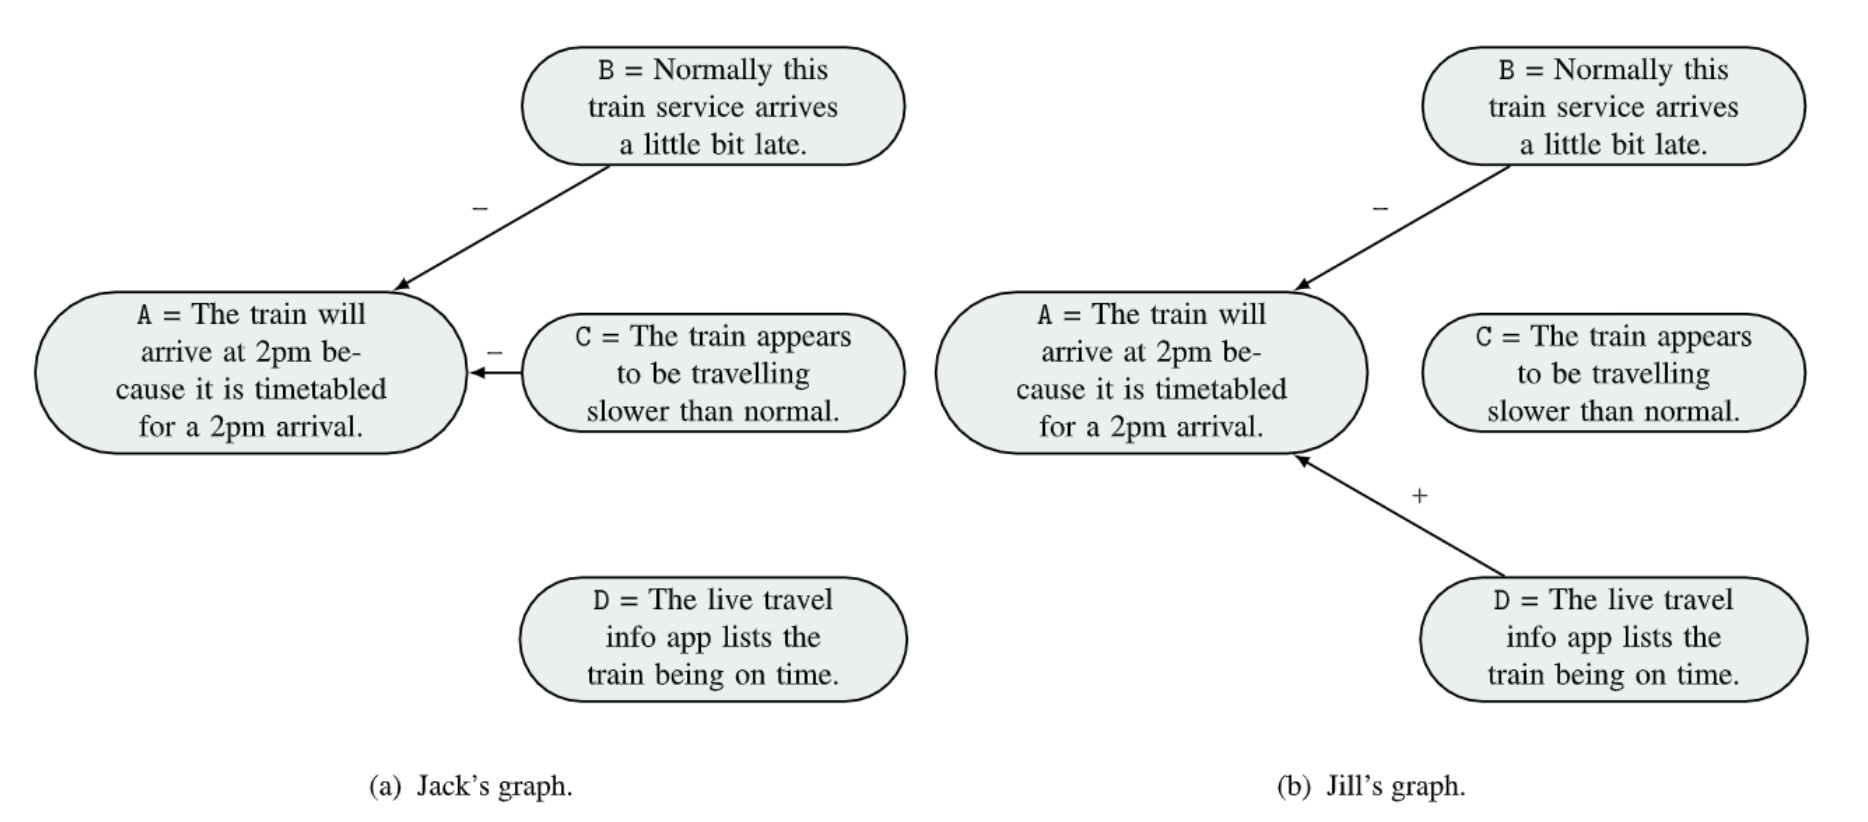 B = Normally this
train service arrives
a little bit late.
–
A = The train will
arrive at 2pm be-
cause it is timetabled
for a 2pm arrival.
–
C = The train appears
to be travelling
slower than normal.
D = The live travel
info app lists the
train being on time.
(a) Jack's graph.
B = Normally this
train service arrives
a little bit late.
–
A = The train will
arrive at 2pm be-
cause it is timetabled
for a 2pm arrival.
C = The train appears
to be travelling
slower than normal.
+
D = The live travel
info app lists the
train being on time.
(b) Jill's graph.